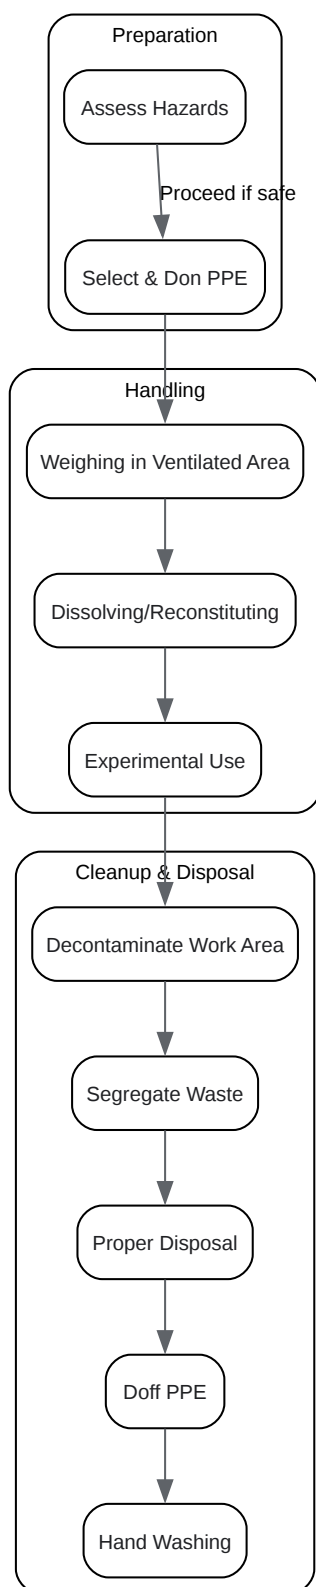 Preparation
Assess Hazards
Proceed if safe
Select & Don PPE
Handling
Weighing in Ventilated Area
Dissolving/Reconstituting
Experimental Use
Cleanup & Disposal
Decontaminate Work Area
Segregate Waste
Proper Disposal
Doff PPE
Hand Washing